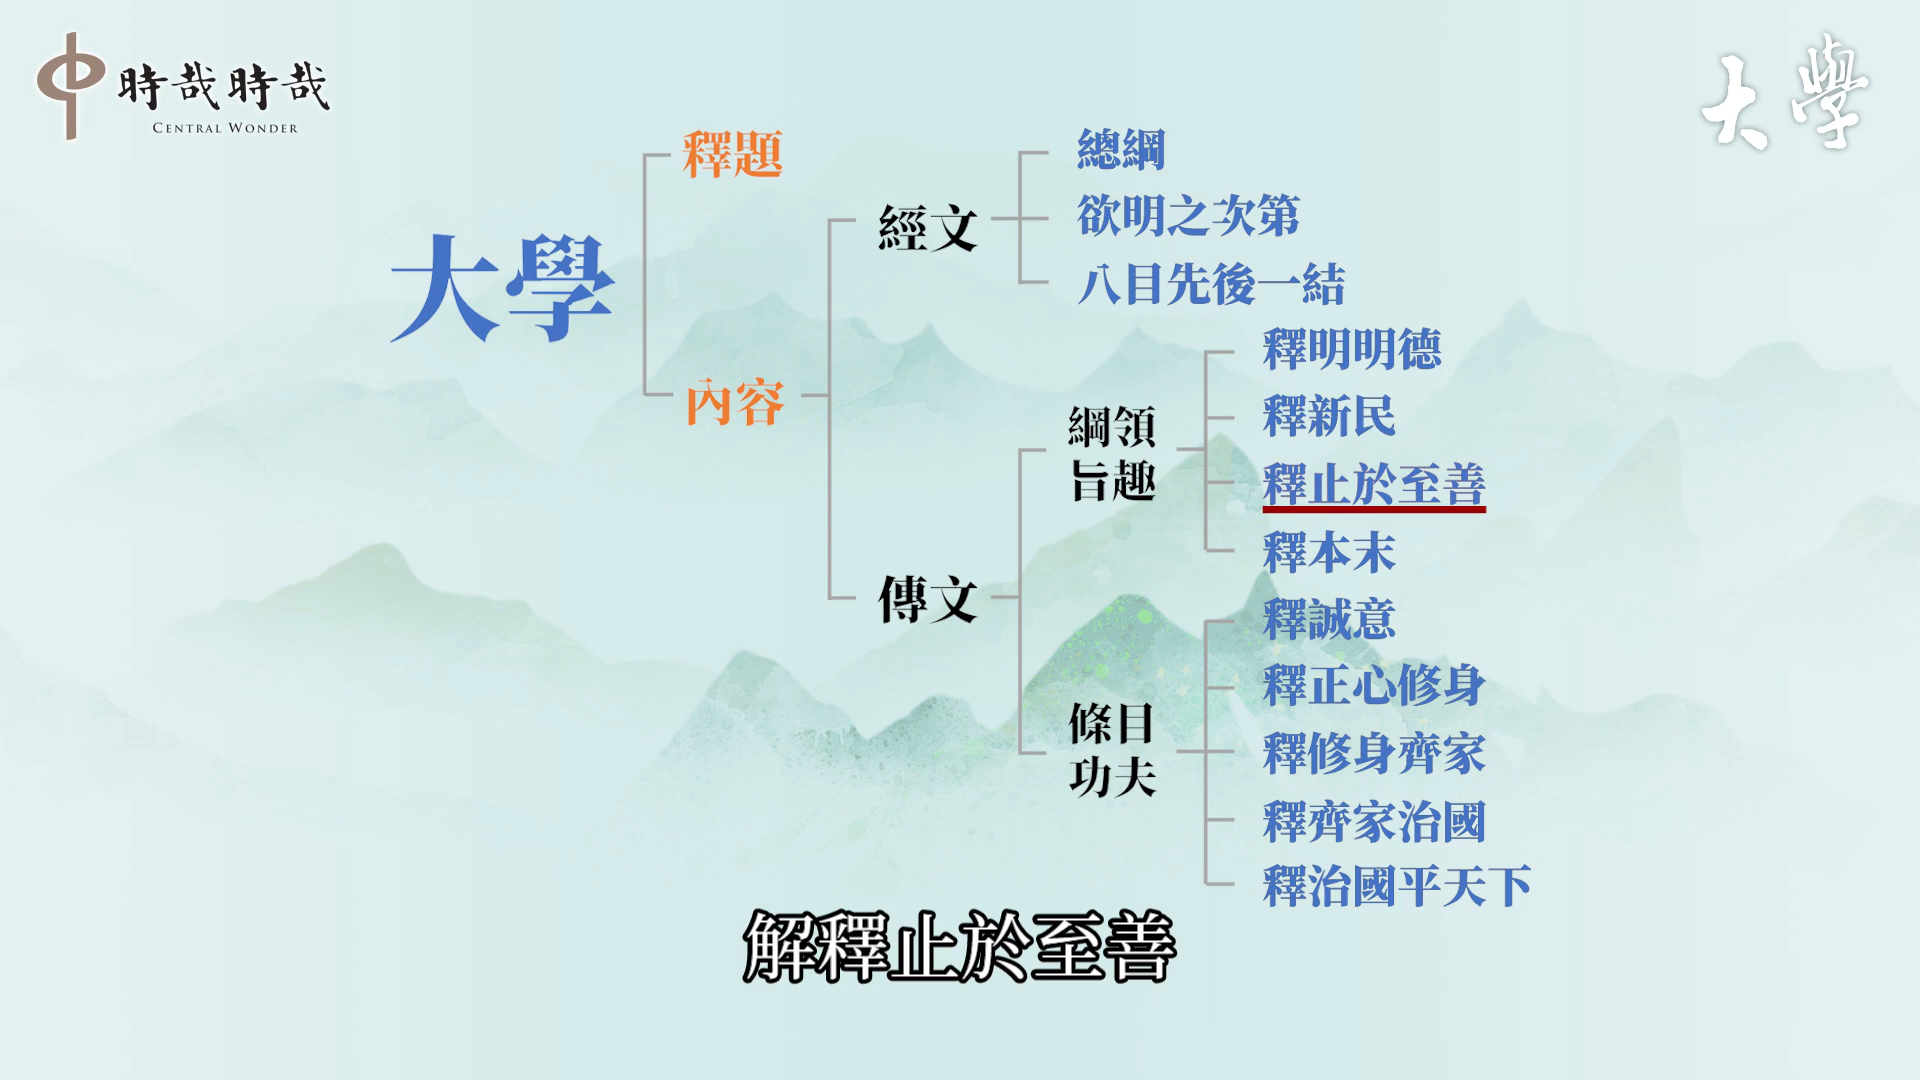 時哉時哉
CENTRAL WONDER
大學
大學
釋題
內容
經文
總綱
欲明之次第
八目先後一結
傳文
綱領
旨趣
釋明明德
釋新民
釋止於至善
釋本末
條目
功夫
釋誠意
釋正心修身
釋修身齊家
釋齊家治國
釋治國平天下
解釋止於至善